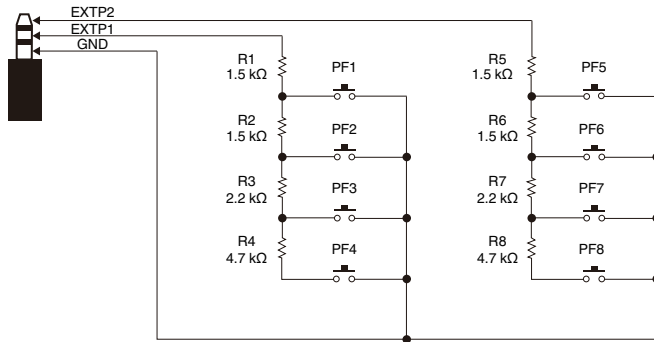 EXTP2
EXTP1
GND
R1
1.5 kΩ
PF1
R5
1.5 kΩ
PF5
R2
1.5 kΩ
PF2
R6
1.5 kΩ
PF6
R3
2.2 kΩ
PF3
R7
2.2 kΩ
PF7
R4
4.7 kΩ
PF4
R8
4.7 kΩ
PF8